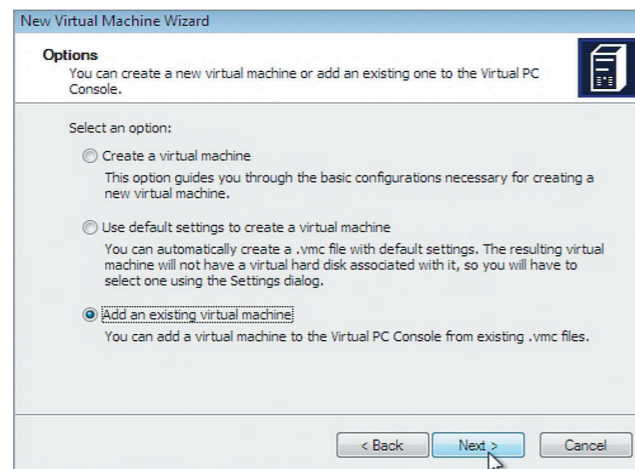 New Virtual Machine Wizard
Options
You can create a new virtual machine or add an existing one to the Virtual PC
Console.
Select an option:
Create a virtual machine
This option guides you through the basic configurations necessary for creating a
new virtual machine.
Use default settings to create a virtual machine
You can automatically create a .vmc file with default settings. The resulting virtual
machine will not have a virtual hard disk associated with it, so you will have to
select one using the Settings dialog.
Add an existing virtual machine
You can add a virtual machine to the Virtual PC Console from existing .vmc files.
< Back Next > Cancel